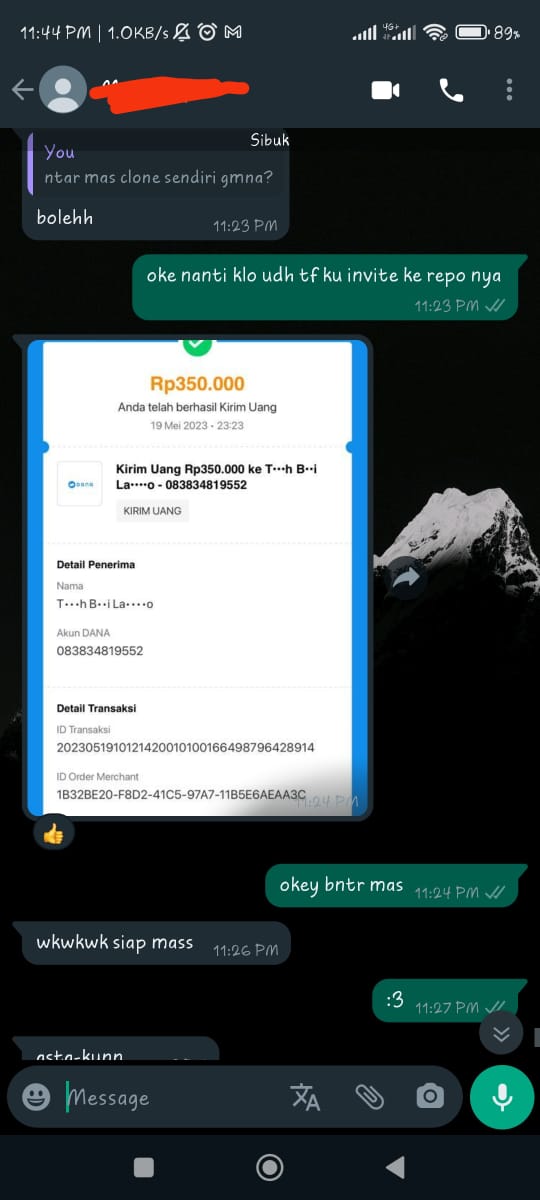 11:44 PM | 1.0KB/s
4G+
89%
Sibuk
You
ntar mas clone sendiri gmna?
bolehh
11:23 PM
oke nanti klo udh tf ku invite ke repo nya
11:23 PM
Rp350.000
Anda telah berhasil Kirim Uang
19 Mei 2023 • 23:23
Kirim Uang Rp350.000 ke T•••h B••i
La••••o - 083834819552
DANA
KIRIM UANG
Detail Penerima
Nama
T•••h B••i La••••o
Akun DANA
083834819552
Detail Transaksi
ID Transaksi
2023051910121420010100166498796428914
ID Order Merchant
1B32BE20-F8D2-41C5-97A7-11B5E6AEAA3C
11:24 PM
okey bntr mas
11:24 PM
wkwkwk siap mass
11:26 PM
:3
11:27 PM
asta-kunn
Message